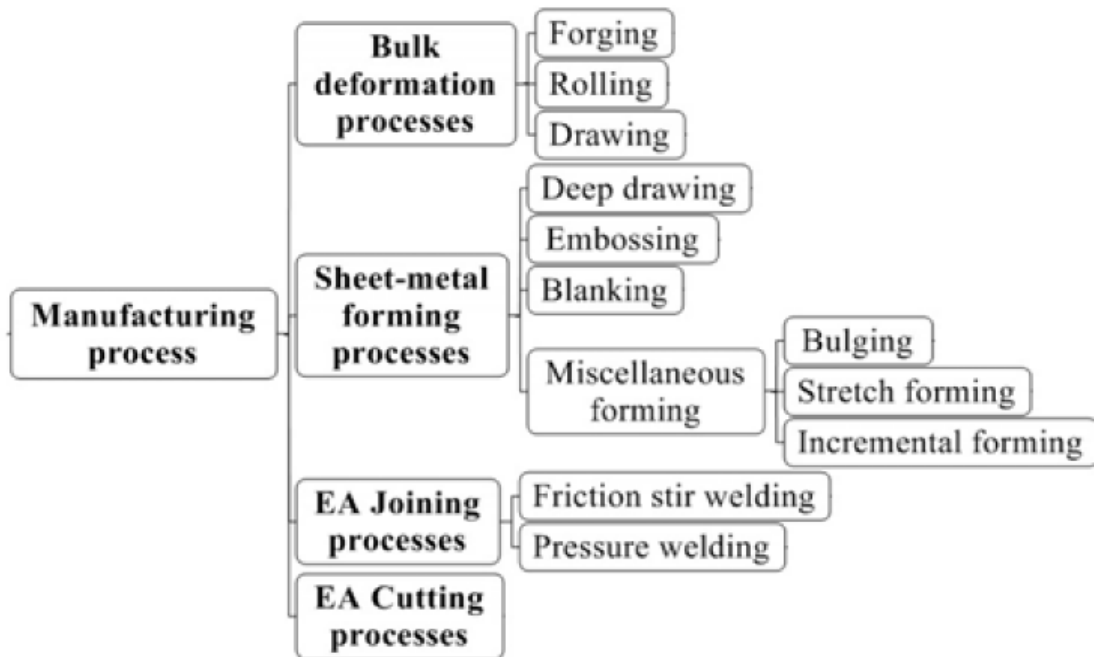 Manufacturing
process
Bulk
deformation
processes
Forging
Rolling
Drawing
Sheet-metal
forming
processes
Deep drawing
Embossing
Blanking
Miscellaneous
forming
Bulging
Stretch forming
Incremental forming
EA Joining
processes
Friction stir welding
Pressure welding
EA Cutting
processes